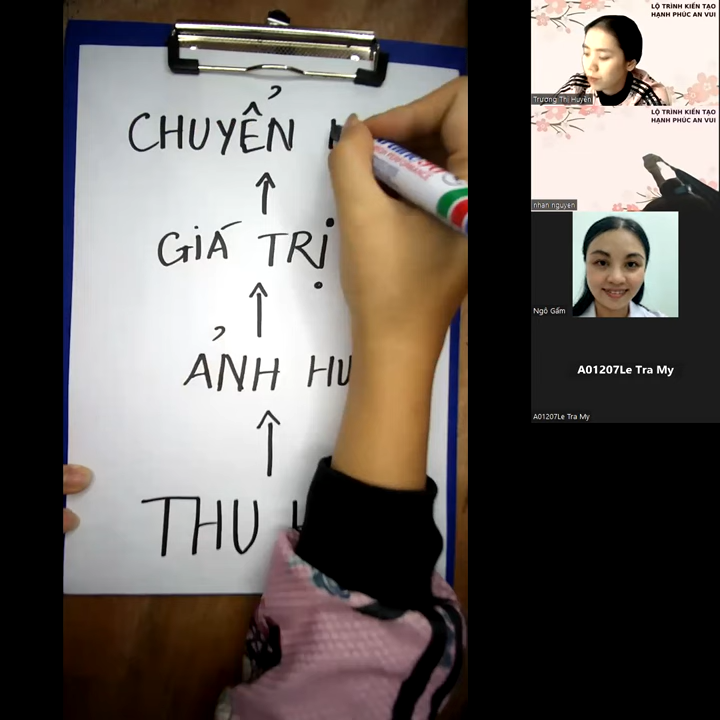 CHUYỂN
GIÁ TRỊ
ẢNH HƯ
THU
LỘ TRÌNH KIẾN TẠO
HẠNH PHÚC AN VUI
Trương Thị Huyền
LỘ TRÌNH KIẾN TẠO
HẠNH PHÚC AN VUI
nhan nguyen
Ngô Gấm
A01207Le Tra My
A01207Le Tra My